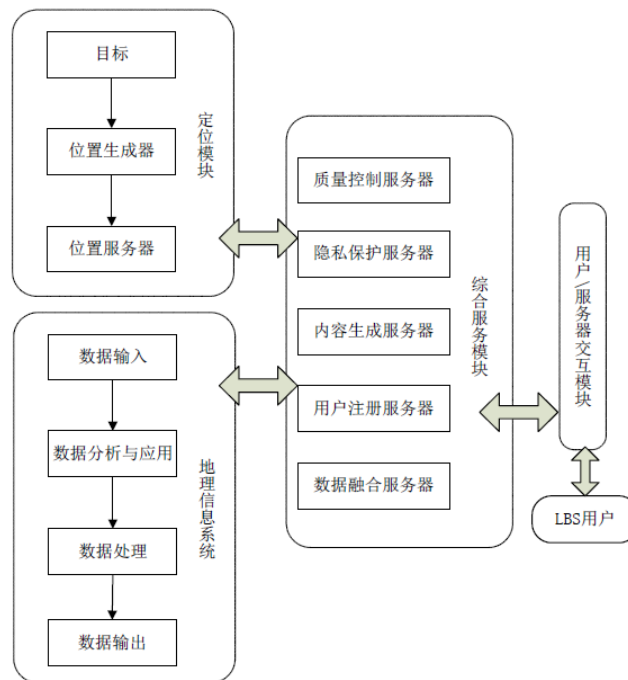 目标
位置生成器
位置服务器
定位模块
数据输入
数据分析与应用
数据处理
数据输出
地理信息系统
质量控制服务器
隐私保护服务器
内容生成服务器
用户注册服务器
数据融合服务器
综合服务模块
用户\服务器交互模块
LBS用户